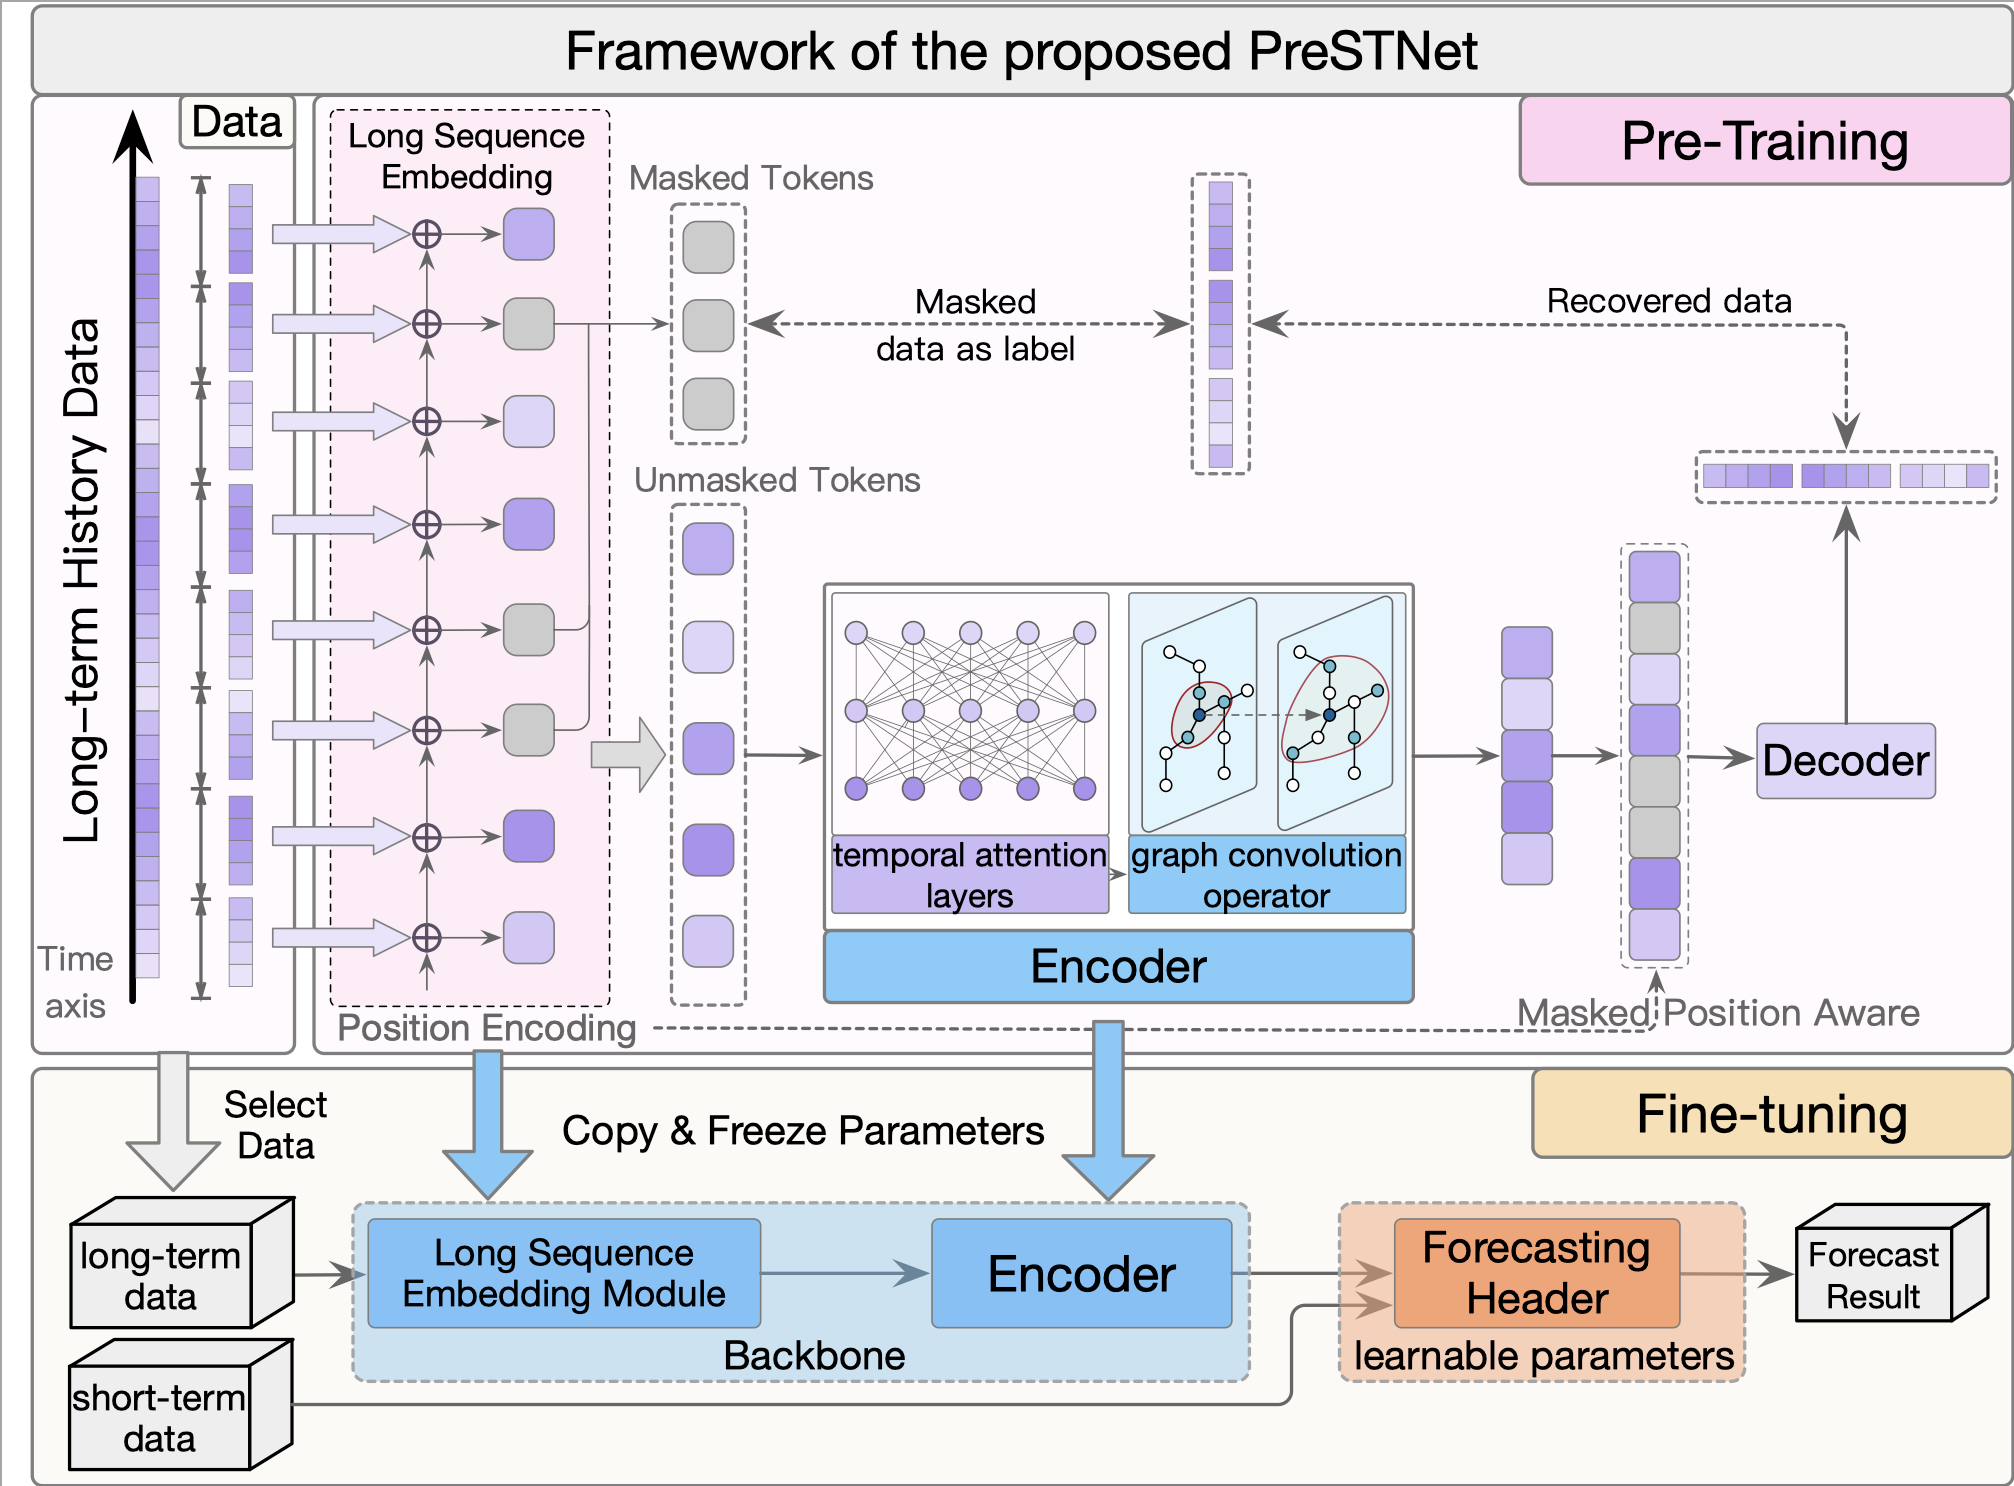 Framework of the proposed PreSTNet
Data
Pre-Training
Long Sequence
Embedding
Masked Tokens
Masked
data as label
Recovered data
Long-term History Data
Unmasked Tokens
temporal attention
layers
graph convolution
operator
Decoder
Encoder
Time
axis
Position Encoding
Masked Position Aware
Select
Data
Copy & Freeze Parameters
Fine-tuning
long-term
data
Long Sequence
Embedding Module
Encoder
Forecasting
Header
Forecast
Result
Backbone
learnable parameters
short-term
data